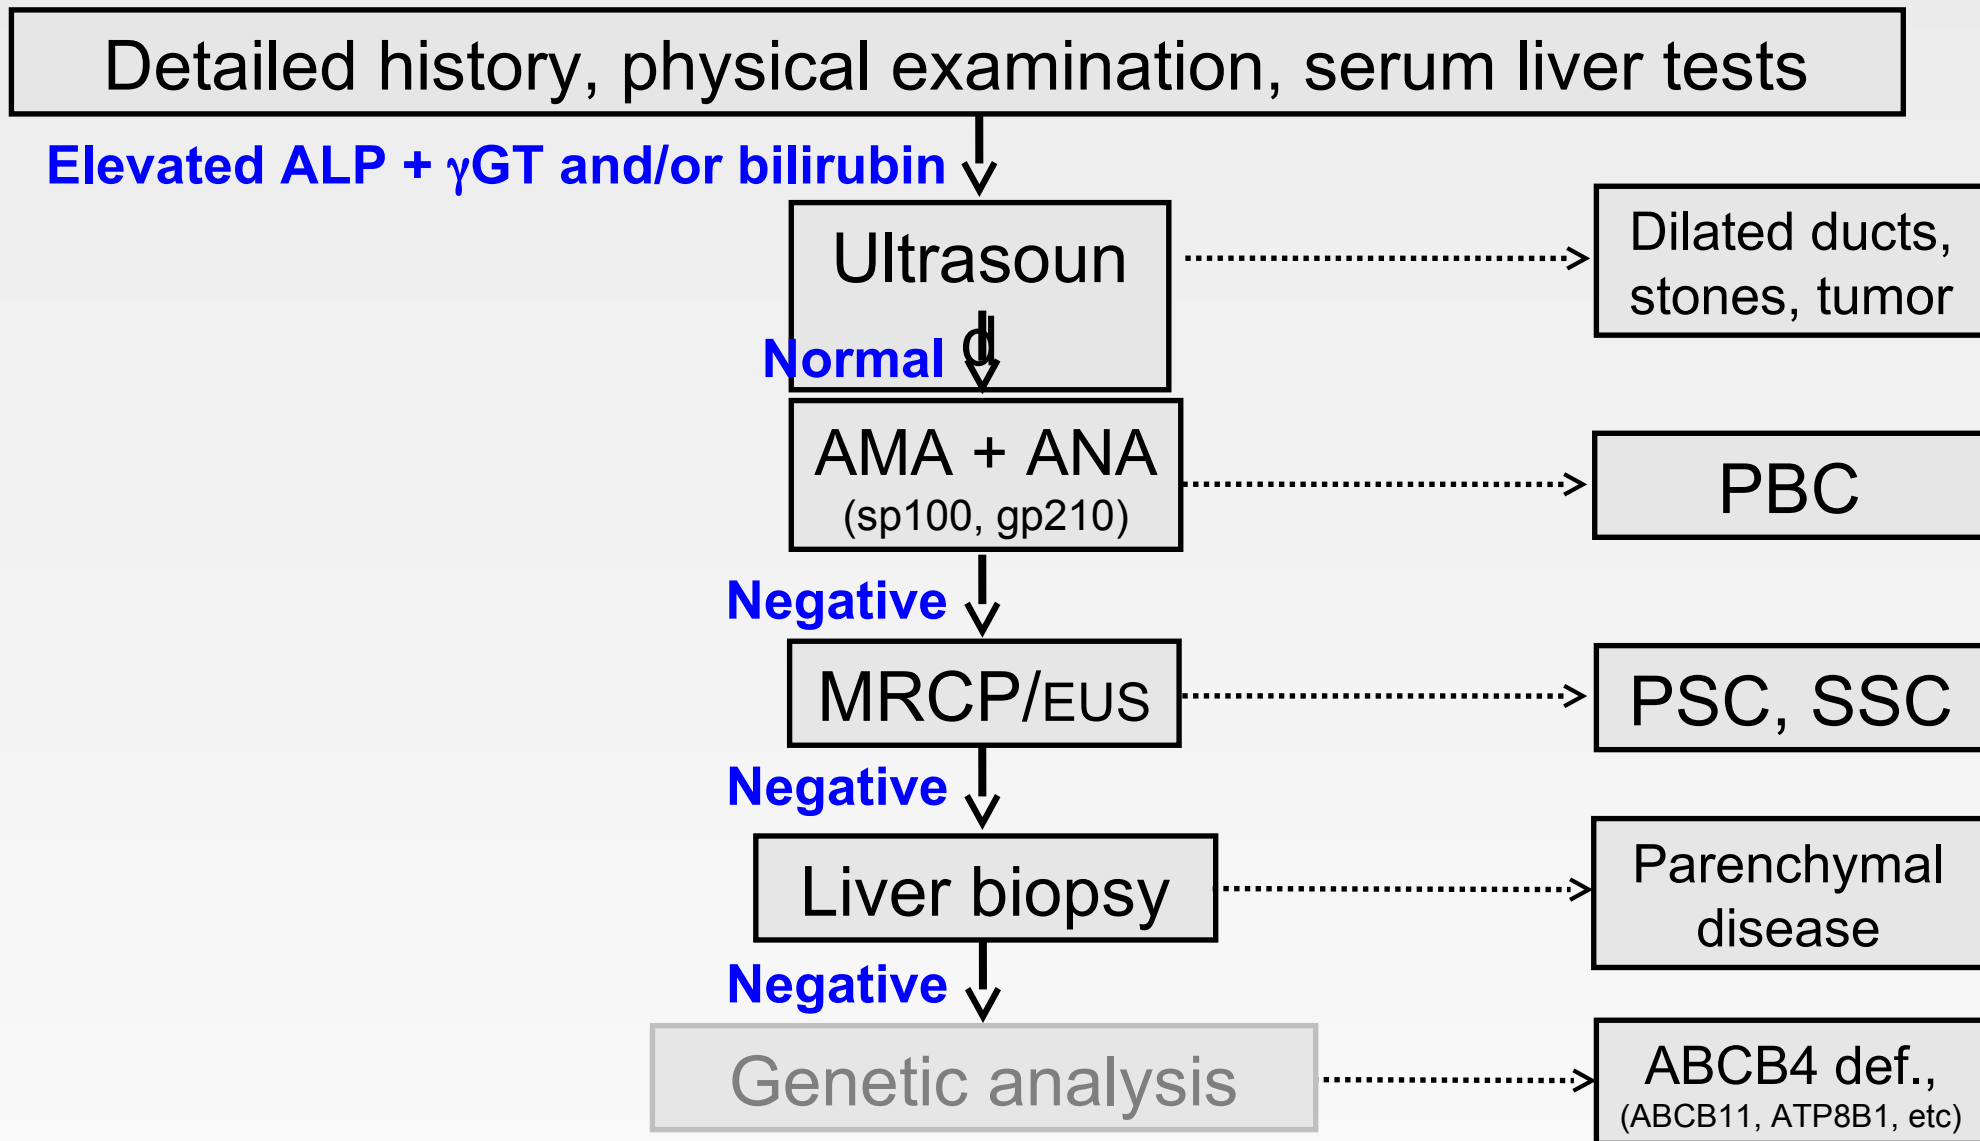 Detailed history, physical examination, serum liver tests
Elevated ALP + γGT and/or bilirubin
Ultrasoun
d
Dilated ducts,
stones, tumor
Normal
AMA + ANA
(sp100, gp210)
PBC
Negative
MRCP/EUS
PSC, SSC
Negative
Liver biopsy
Parenchymal
disease
Negative
Genetic analysis
ABCB4 def.,
(ABCB11, ATP8B1, etc)